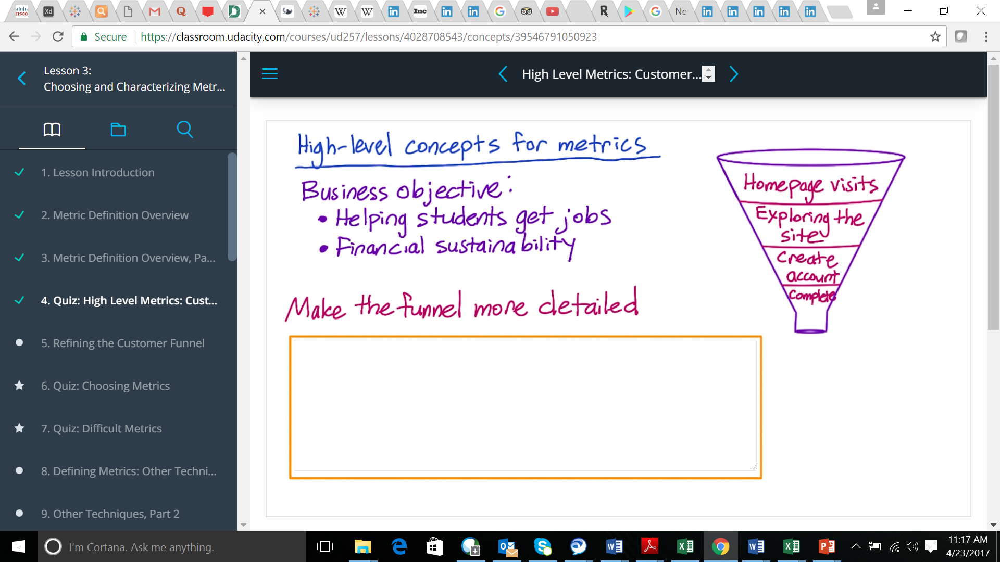 cisco
Xd
Inc
R
Ne
Secure
https://classroom.udacity.com/courses/ud257/lessons/4028708543/concepts/39546791050923
Lesson 3:
Choosing and Characterizing Metr...
High Level Metrics: Customer...
1. Lesson Introduction
2. Metric Definition Overview
3. Metric Definition Overview, Pa...
4. Quiz: High Level Metrics: Cust...
5. Refining the Customer Funnel
6. Quiz: Choosing Metrics
7. Quiz: Difficult Metrics
8. Defining Metrics: Other Techni...
9. Other Techniques, Part 2
High-level concepts for metrics
Business objective:
• Helping students get jobs
• Financial sustainability
Make the funnel more detailed
Homepage visits
Exploring the
site
Create
account
Complete
I'm Cortana. Ask me anything.
11:17 AM
4/23/2017